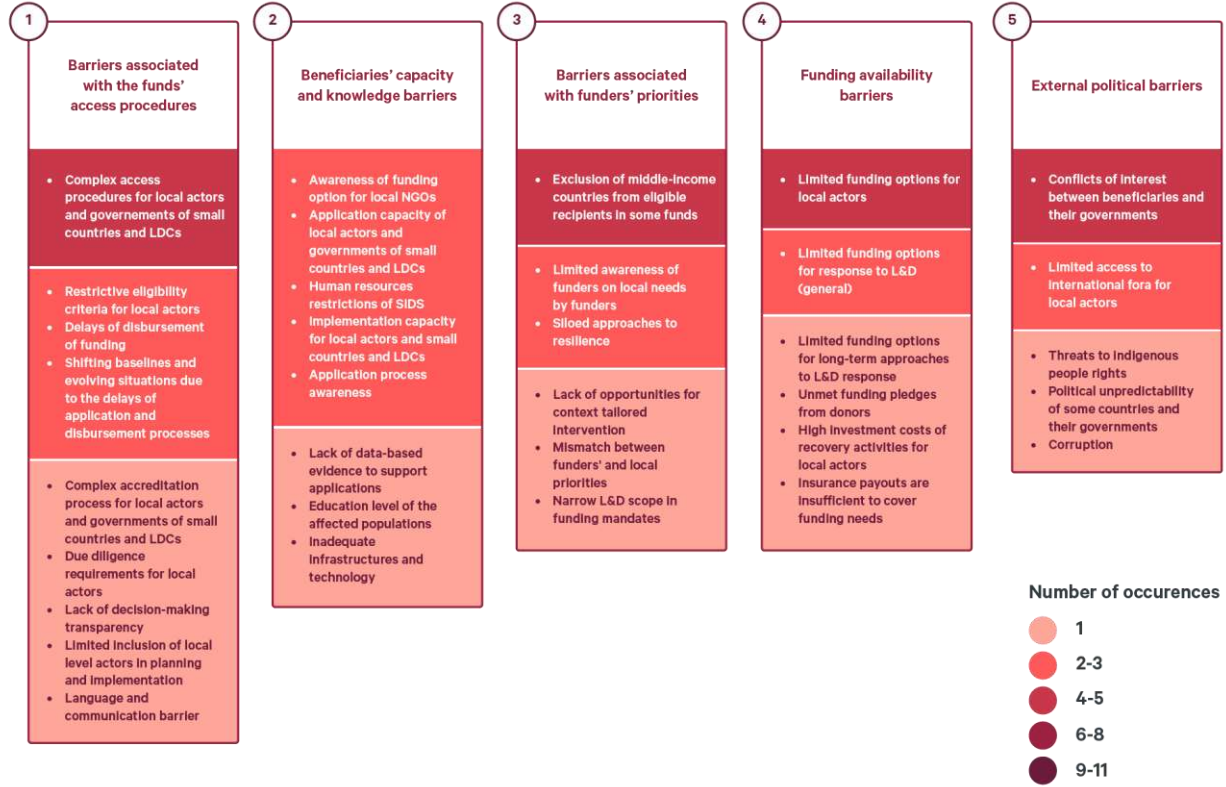 1
Barriers associated
with the funds'
access procedures
• Complex access
procedures for local actors
and governements of small
countries and LDCs
• Restrictive eligibility
criteria for local actors
• Delays of disbursement
of funding
• Shifting baselines and
evolving situations due
to the delays of
application and
disbursement processes
• Complex accreditation
process for local actors
and governments of small
countries and LDCs
• Due diligence
requirements for local
actors
• Lack of decision-making
transparency
• Limited inclusion of local
level actors in planning
and implementation
• Language and
communication barrier
2
Beneficiaries' capacity
and knowledge barriers
• Awareness of funding
option for local NGOs
• Application capacity of
local actors and
governments of small
countries and LDCs
• Human resources
restrictions of SIDS
• Implementation capacity
for local actors and small
countries and LDCs
• Application process
awareness
• Lack of data-based
evidence to support
applications
• Education level of the
affected populations
• Inadequate
infrastructures and
technology
3
Barriers associated
with funders' priorities
• Exclusion of middle-income
countries from eligible
recipients in some funds
• Limited awareness of
funders on local needs
by funders
• Siloed approaches to
resilience
• Lack of opportunities for
context tailored
intervention
• Mismatch between
funders' and local
priorities
• Narrow L&D scope in
funding mandates
4
Funding availability
barriers
• Limited funding options for
local actors
• Limited funding options
for response to L&D
(general)
• Limited funding options
for long-term approaches
to L&D response
• Unmet funding pledges
from donors
• High investment costs of
recovery activities for
local actors
• Insurance payouts are
insufficient to cover
funding needs
5
External political barriers
• Conflicts of interest
between beneficiaries and
their governments
• Limited access to
international fora for
local actors
• Threats to indigenous
people rights
• Political unpredictability
of some countries and
their governments
• Corruption
Number of occurences
1
2-3
4-5
6-8
9-11